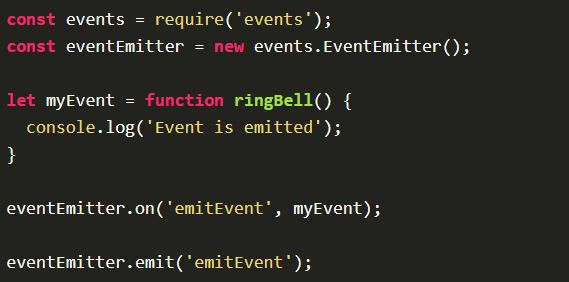 const events = require('events');
const eventEmitter = new events.EventEmitter();
let myEvent = function ringBell() {
  console.log('Event is emitted');
}
eventEmitter.on('emitEvent', myEvent);
eventEmitter.emit('emitEvent');